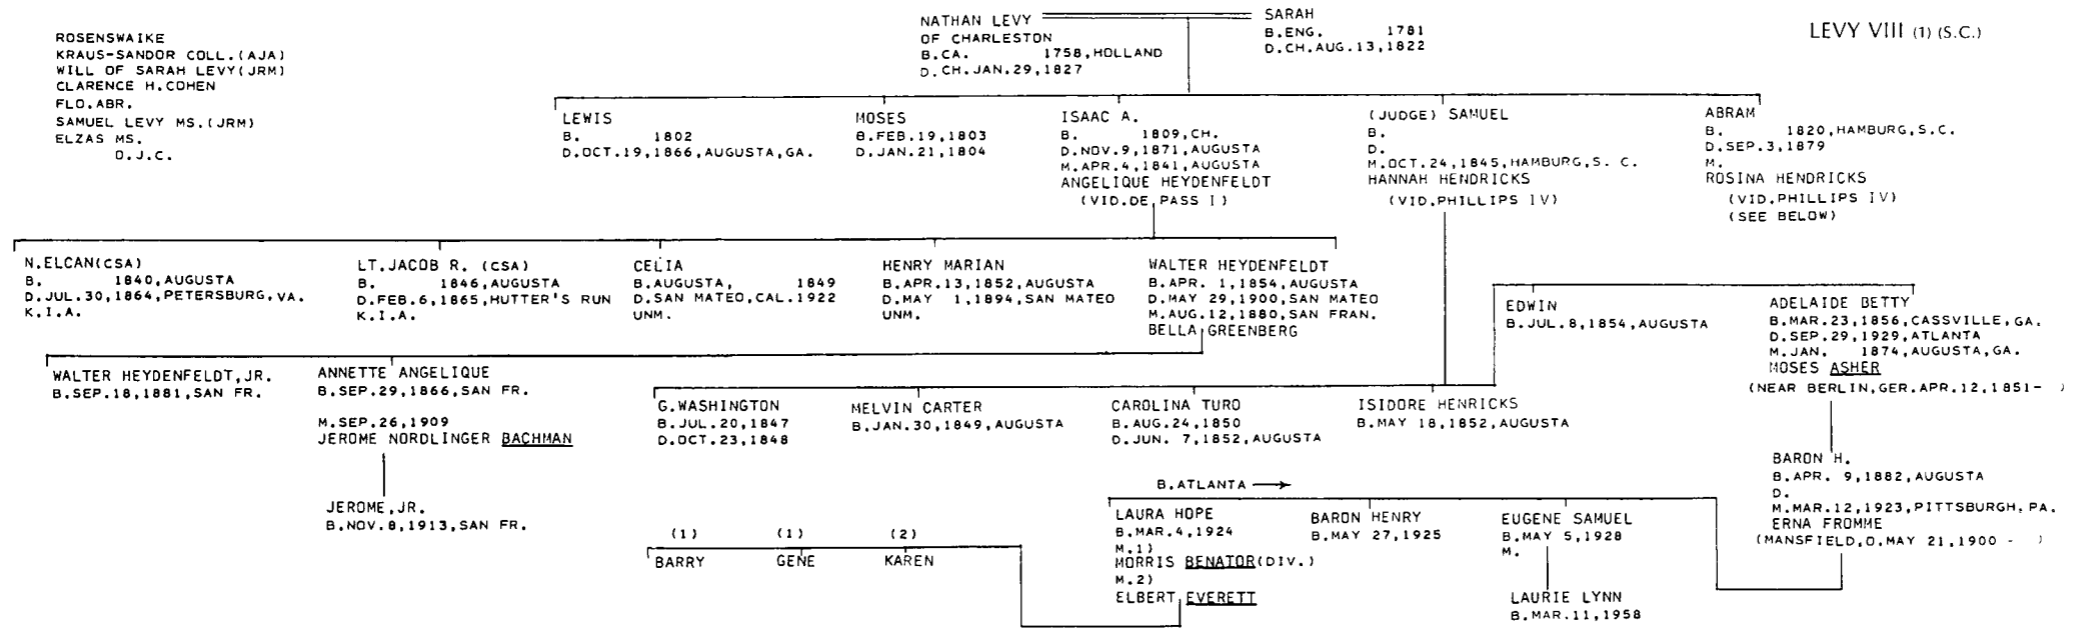 LEVY VIII (1) (S.C.)
ROSENSWAIKE
KRAUS-SANDOR COLL.(AJA)
WILL OF SARAH LEVY(JRM)
CLARENCE H.COHEN
FLO.ABR.
SAMUEL LEVY MS.(JRM)
ELZAS MS.
D.J.C.
NATHAN LEVY
OF CHARLESTON
B.CA. 1758,HOLLAND
D.CH.JAN.29,1827
SARAH
B.ENG. 1781
D.CH.AUG.13,1822
LEWIS
B. 1802
D.OCT.19,1866,AUGUSTA,GA.
MOSES
B.FEB.19,1803
D.JAN.21,1804
ISAAC A.
B. 1809,CH.
D.NOV.9,1871,AUGUSTA
M.APR.4,1841,AUGUSTA
ANGELIQUE HEYDENFELDT
(VID.DE PASS I)
(JUDGE) SAMUEL
B.
D.
M.OCT.24,1845,HAMBURG,S. C.
HANNAH HENDRICKS
(VID.PHILLIPS IV)
ABRAM
B. 1820,HAMBURG,S.C.
D.SEP.3,1879
M.
ROSINA HENDRICKS
(VID.PHILLIPS IV)
(SEE BELOW)
N.ELCAN(CSA)
B. 1840,AUGUSTA
D.JUL.30,1864,PETERSBURG,VA.
K.I.A.
LT.JACOB R. (CSA)
B. 1846,AUGUSTA
D.FEB.6,1865,HUTTER'S RUN
K.I.A.
CELIA
B.AUGUSTA, 1849
D.SAN MATEO,CAL.1922
UNM.
HENRY MARIAN
B.APR.13,1852,AUGUSTA
D.MAY 1,1894,SAN MATEO
UNM.
WALTER HEYDENFELDT
B.APR. 1,1854,AUGUSTA
D.MAY 29,1900,SAN MATEO
M.AUG.12,1880,SAN FRAN.
BELLA GREENBERG
EDWIN
B.JUL.8,1854,AUGUSTA
ADELAIDE BETTY
B.MAR.23,1856,CASSVILLE,GA.
D.SEP.29,1929,ATLANTA
M.JAN. 1874,AUGUSTA,GA.
MOSES ASHER
(NEAR BERLIN,GER.APR.12,1851- )
WALTER HEYDENFELDT,JR.
B.SEP.18,1881,SAN FR.
ANNETTE ANGELIQUE
B.SEP.29,1866,SAN FR.
M.SEP.26,1909
JEROME NORDLINGER BACHMAN
G.WASHINGTON
B.JUL.20,1847
D.OCT.23,1848
MELVIN CARTER
B.JAN.30,1849,AUGUSTA
CAROLINA TURO
B.AUG.24,1850
D.JUN. 7,1852,AUGUSTA
ISIDORE HENRICKS
B.MAY 18,1852,AUGUSTA
BARON H.
B.APR. 9,1882,AUGUSTA
D.
M.MAR.12,1923,PITTSBURGH,PA.
ERNA FROMME
(MANSFIELD,O.MAY 21,1900 - )
JEROME,JR.
B.NOV.8,1913,SAN FR.
B.ATLANTA →
LAURA HOPE
B.MAR.4,1924
M.1)
MORRIS BENATOR(DIV.)
M.2)
ELBERT EVERETT
BARON HENRY
B.MAY 27,1925
EUGENE SAMUEL
B.MAY 5,1928
M.
(1) (1) (2)
BARRY GENE KAREN
LAURIE LYNN
B.MAR.11,1958